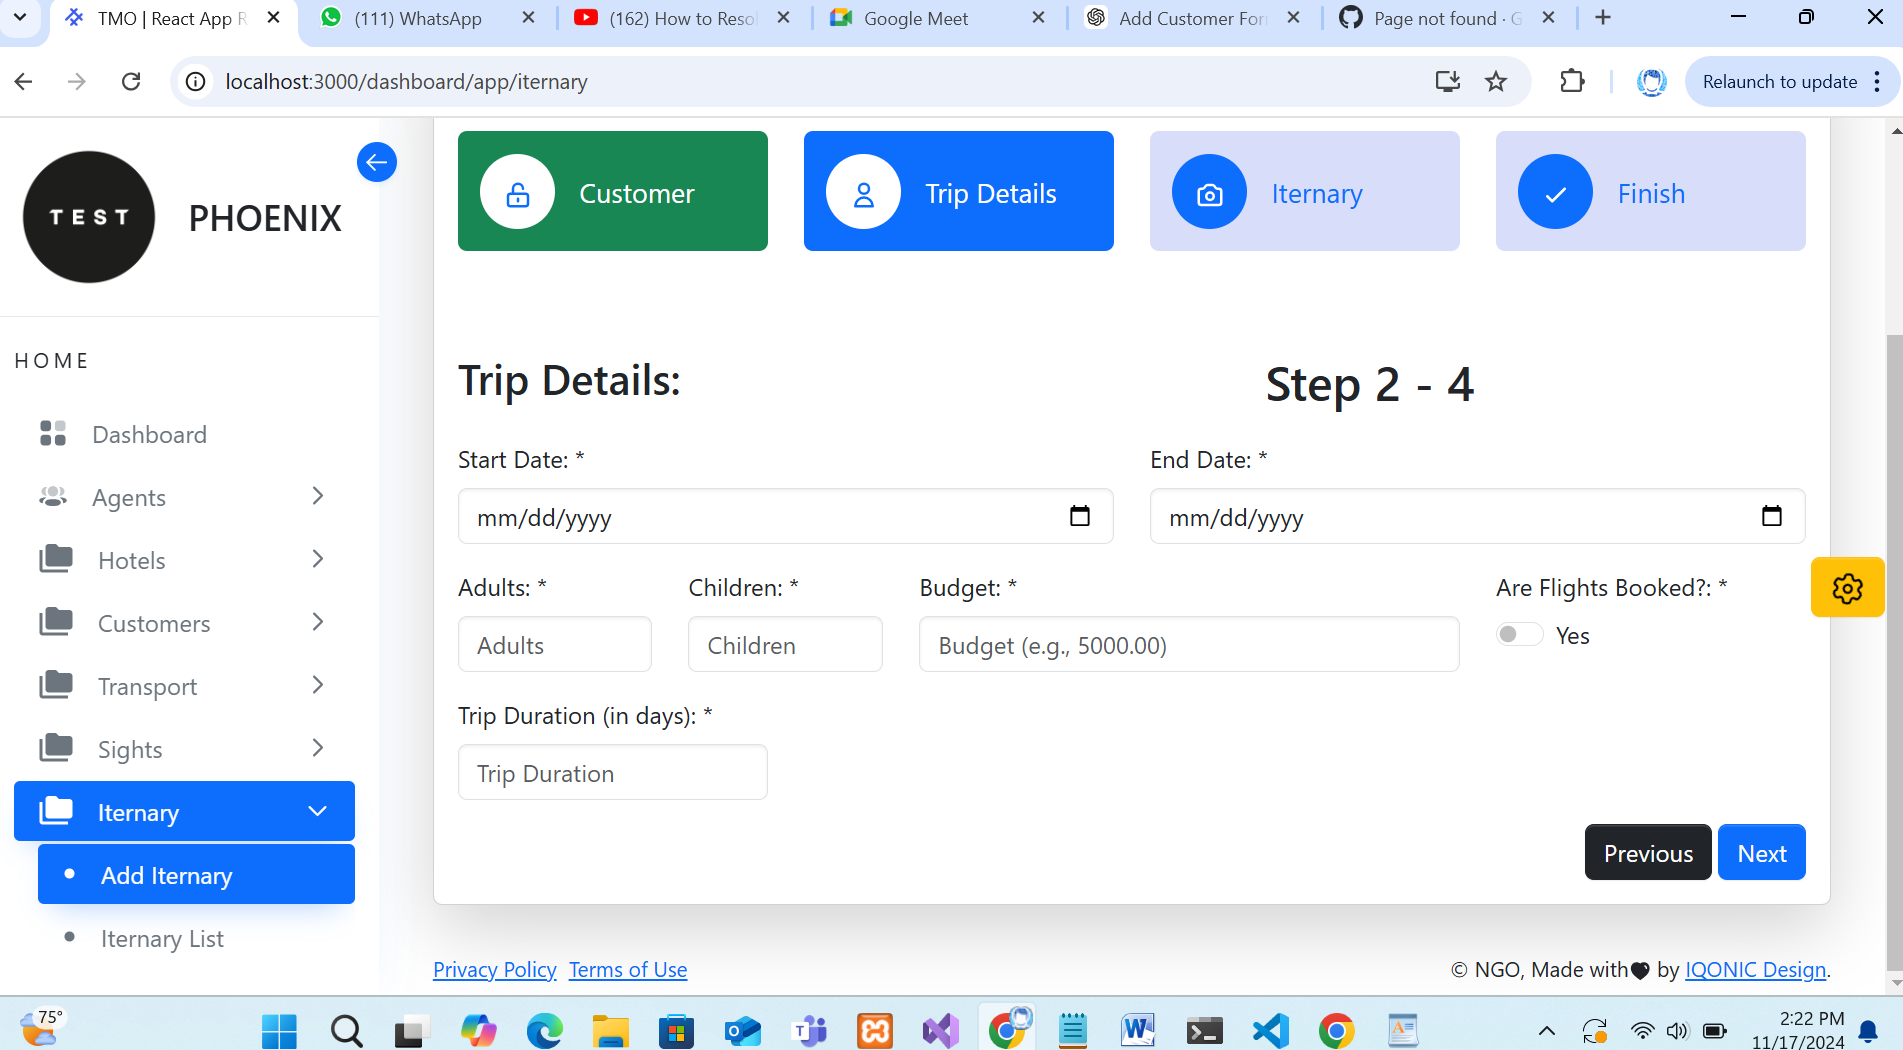 TMO | React App R
(111) WhatsApp
(162) How to Reso
Google Meet
Add Customer For
Page not found · G
localhost:3000/dashboard/app/iternary
Relaunch to update
TEST
PHOENIX
Customer
Trip Details
Iternary
Finish
HOME
Dashboard
Agents
Hotels
Customers
Transport
Sights
Iternary
Add Iternary
Iternary List
Trip Details:
Step 2 - 4
Start Date: *
End Date: *
mm/dd/yyyy
mm/dd/yyyy
Adults: *
Children: *
Budget: *
Are Flights Booked?: *
Adults
Children
Budget (e.g., 5000.00)
Yes
Trip Duration (in days): *
Trip Duration
Previous
Next
Privacy Policy
Terms of Use
© NGO, Made with by IQONIC Design.
75°
2:22 PM
11/17/2024